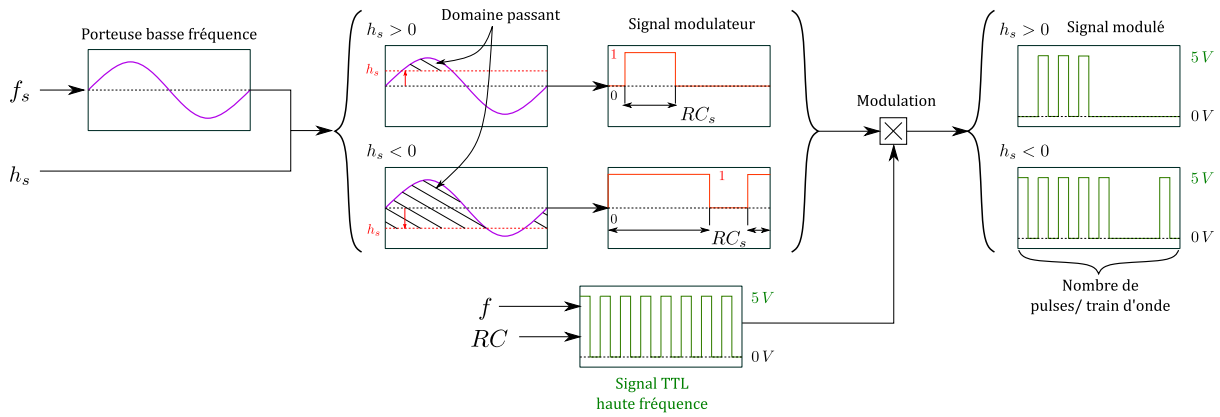 Porteuse basse fréquence
f_s
h_s
h_s > 0
Domaine passant
h_s
h_s < 0
h_s
Signal modulateur
1
0
RC_s
1
0
RC_s
f
RC
5 V
0 V
Signal TTL
haute fréquence
Modulation
h_s > 0
Signal modulé
5 V
0 V
h_s < 0
5 V
0 V
Nombre de
pulses/ train d'onde